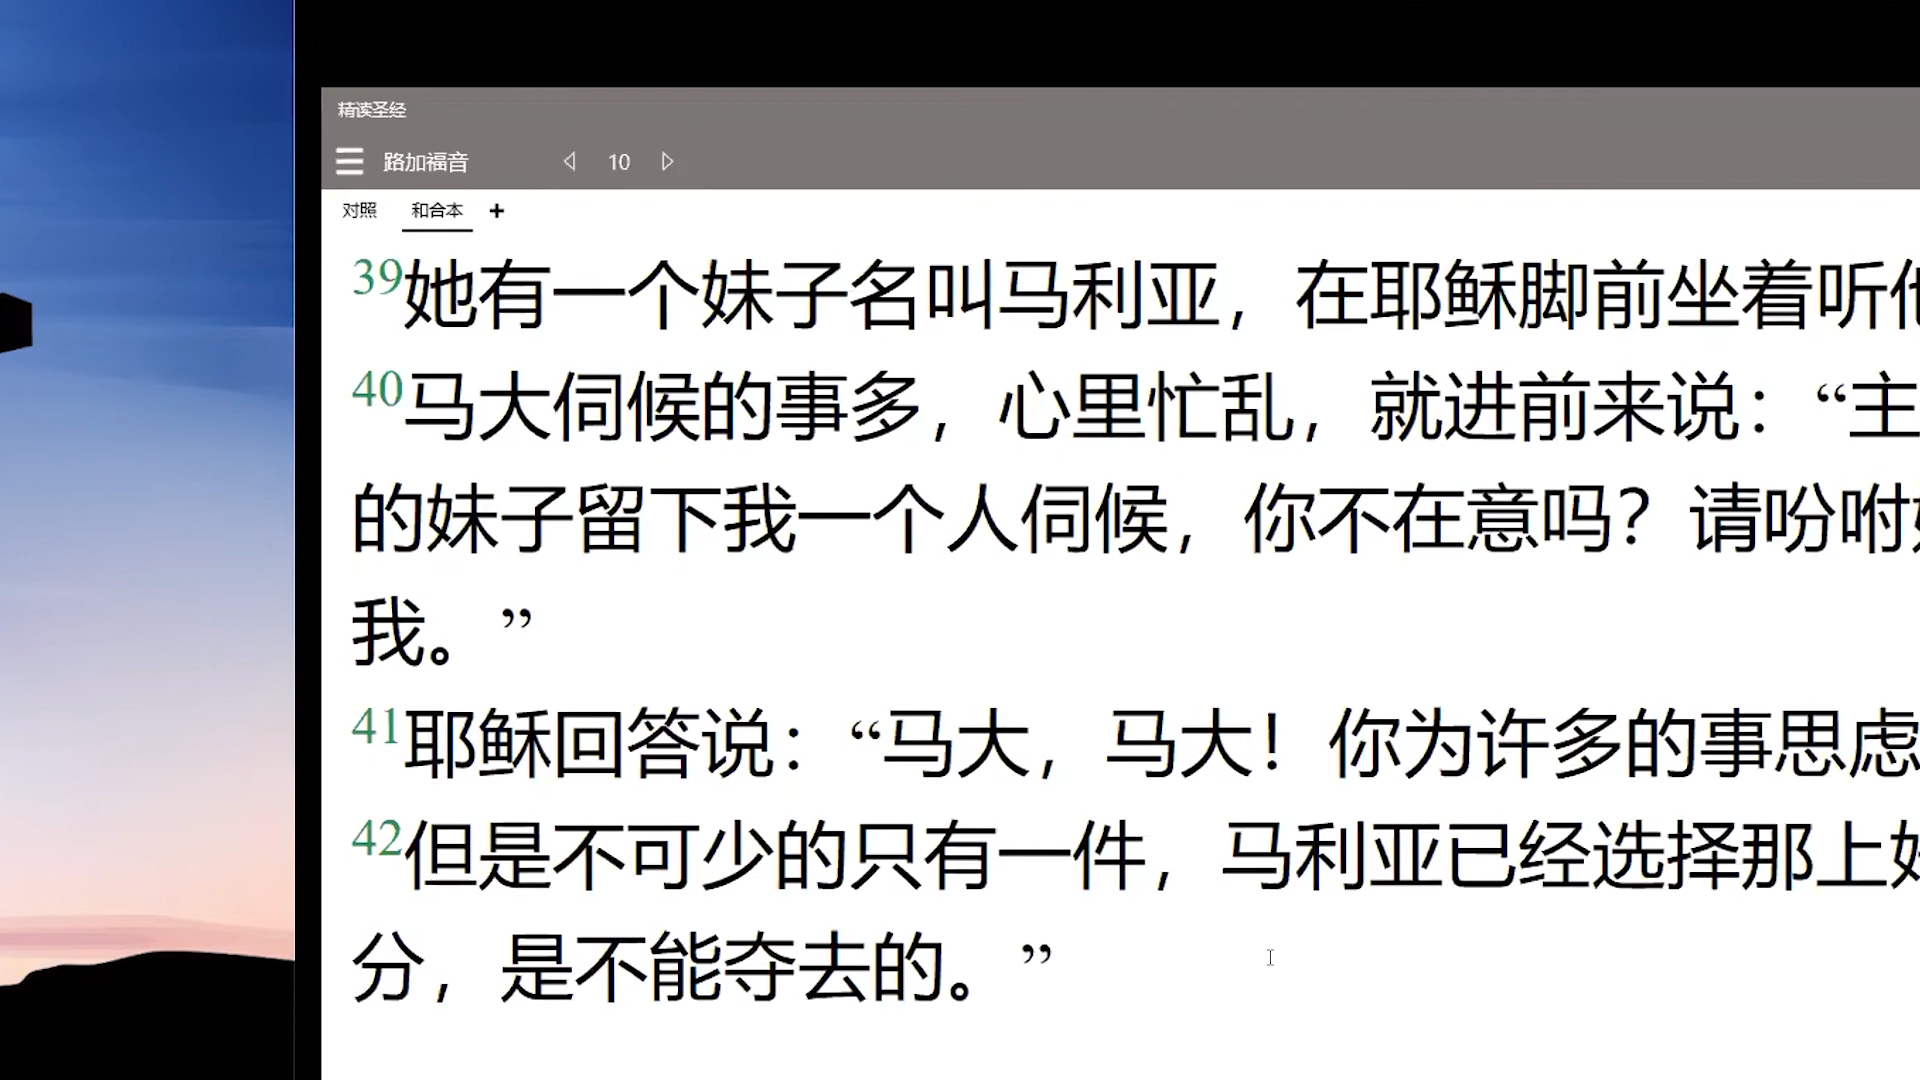 精读圣经
路加福音 10
对照 和合本 +
39她有一个妹子名叫马利亚，在耶稣脚前坐着听
40马大伺候的事多，心里忙乱，就进前来说：“主
的妹子留下我一个人伺候，你不在意吗？请吩咐
我。”
41耶稣回答说：“马大，马大！你为许多的事思虑
42但是不可少的只有一件，马利亚已经选择那上
分，是不能夺去的。”